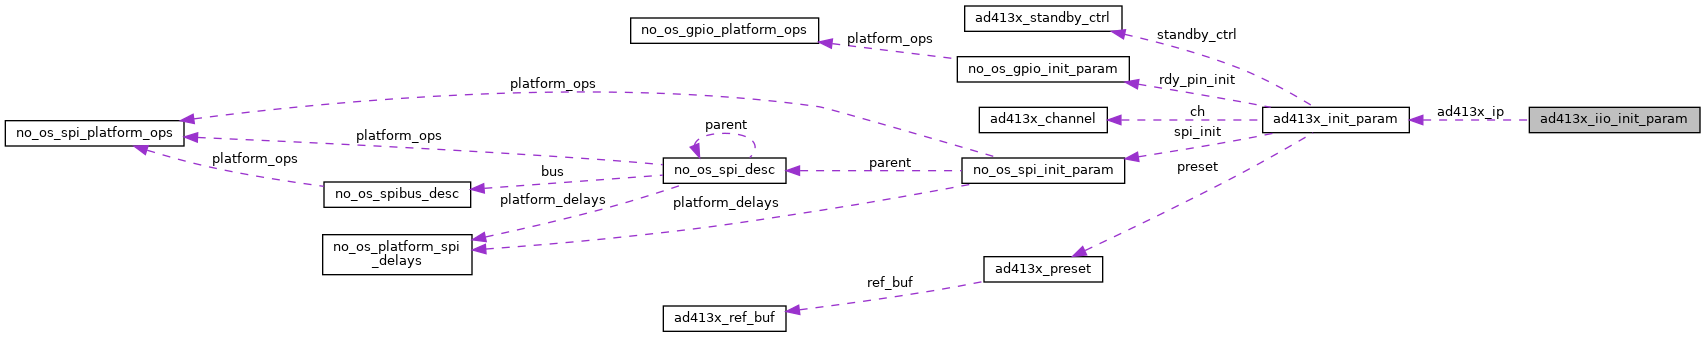 ad413x_standby_ctrl
no_os_gpio_platform_ops
platform_ops
standby_ctrl
no_os_gpio_init_param
rdy_pin_init
platform_ops
ad413x_channel
ch
ad413x_init_param
ad413x_ip
ad413x_iio_init_param
no_os_spi_platform_ops
platform_ops
parent
spi_init
platform_ops
bus
no_os_spi_desc
parent
no_os_spi_init_param
preset
no_os_spibus_desc
platform_delays
platform_delays
no_os_platform_spi
_delays
ad413x_preset
ref_buf
ad413x_ref_buf